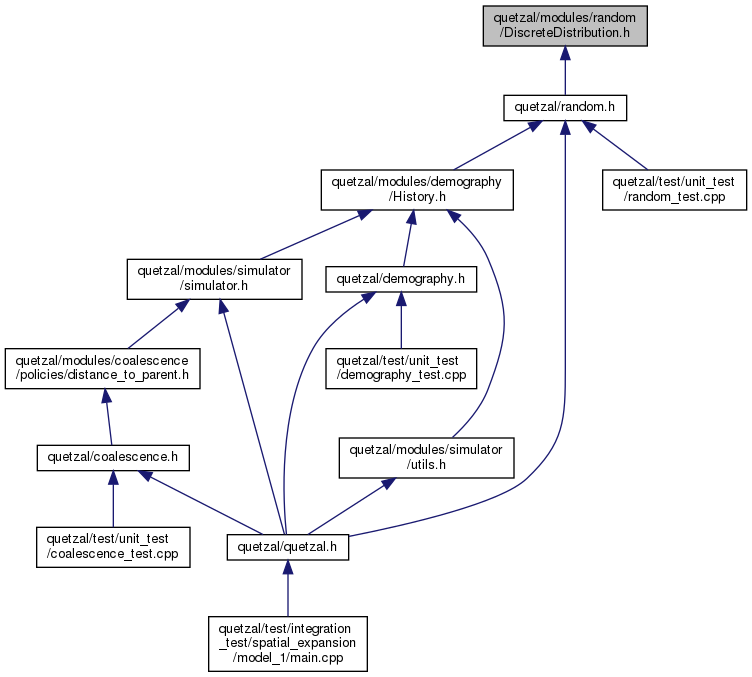 quetzal/modules/random
/DiscreteDistribution.h
quetzal/random.h
quetzal/modules/demography
/History.h
quetzal/test/unit_test
/random_test.cpp
quetzal/modules/simulator
/simulator.h
quetzal/demography.h
quetzal/modules/coalescence
/policies/distance_to_parent.h
quetzal/test/unit_test
/demography_test.cpp
quetzal/coalescence.h
quetzal/modules/simulator
/utils.h
quetzal/test/unit_test
/coalescence_test.cpp
quetzal/quetzal.h
quetzal/test/integration
_test/spatial_expansion
/model_1/main.cpp